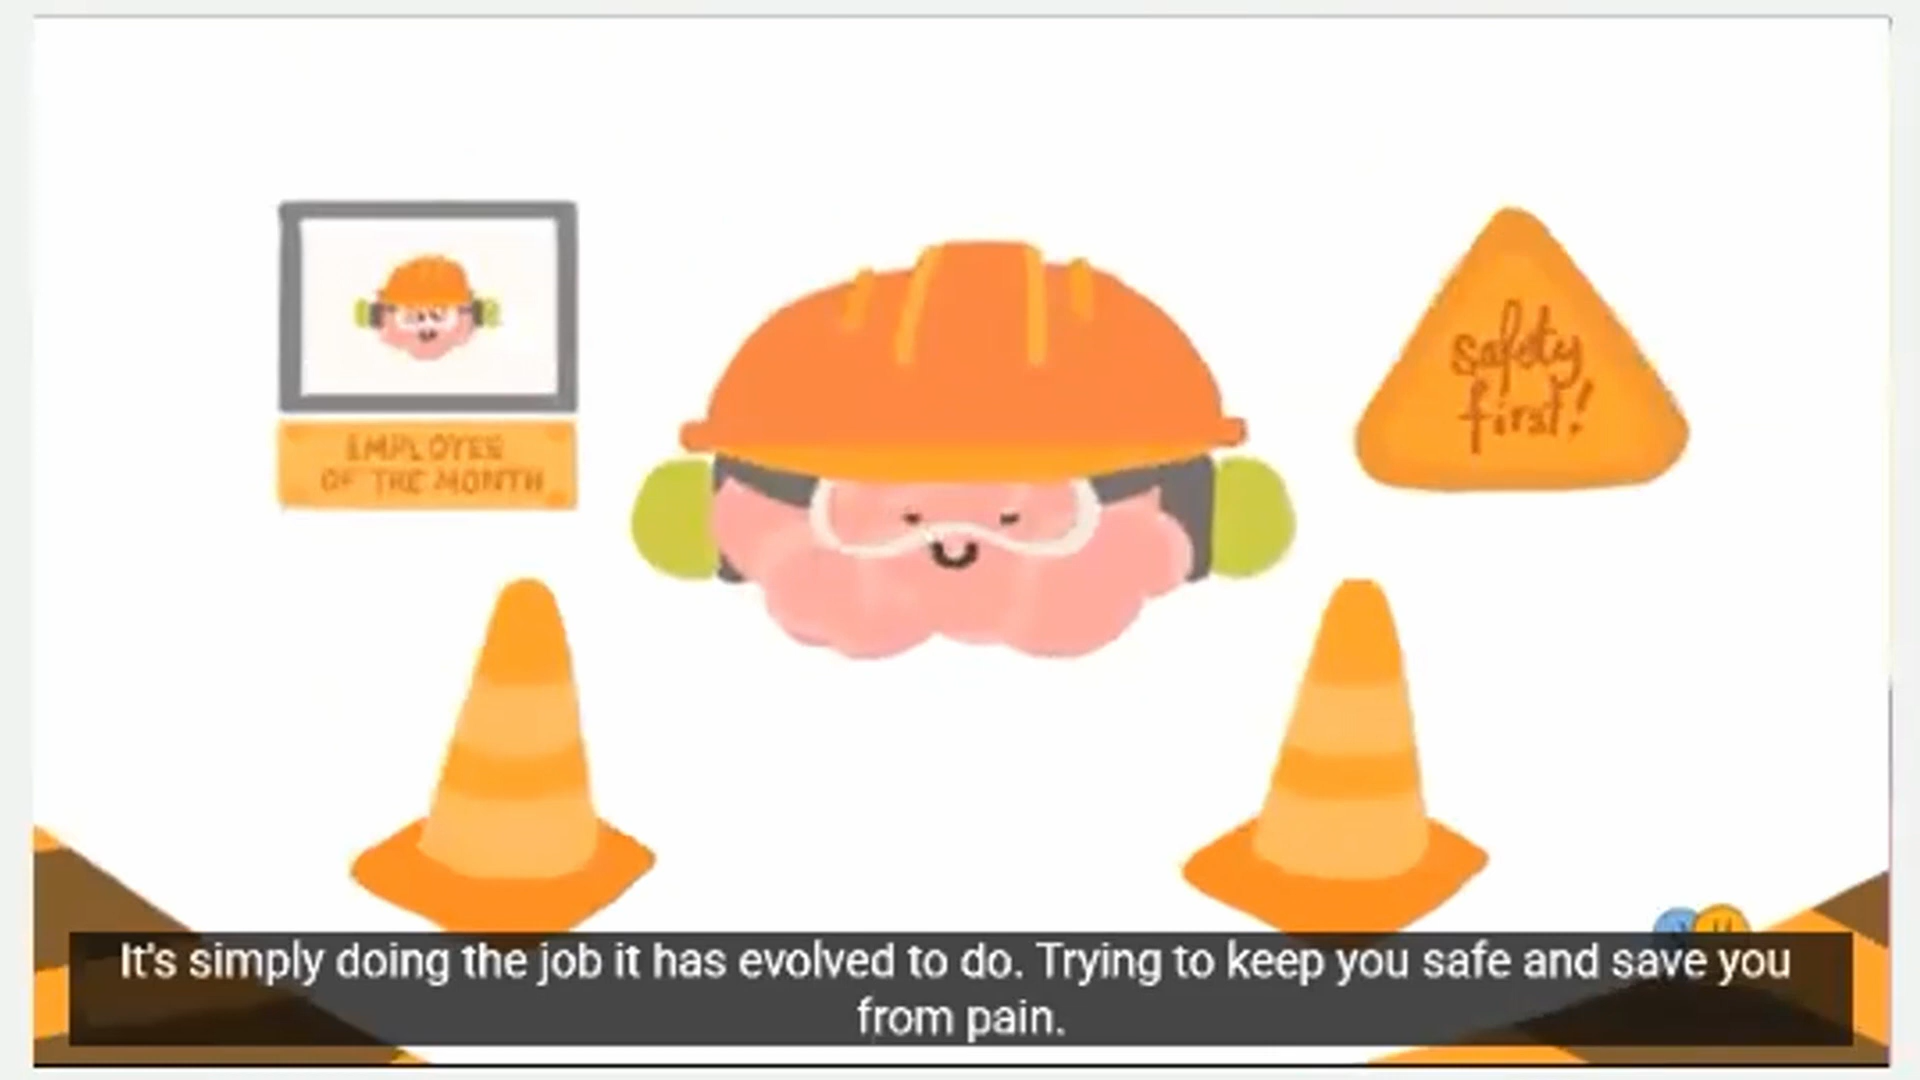 EMPLOYEE
OF THE MONTH
safety
first!
It's simply doing the job it has evolved to do. Trying to keep you safe and save you
from pain.